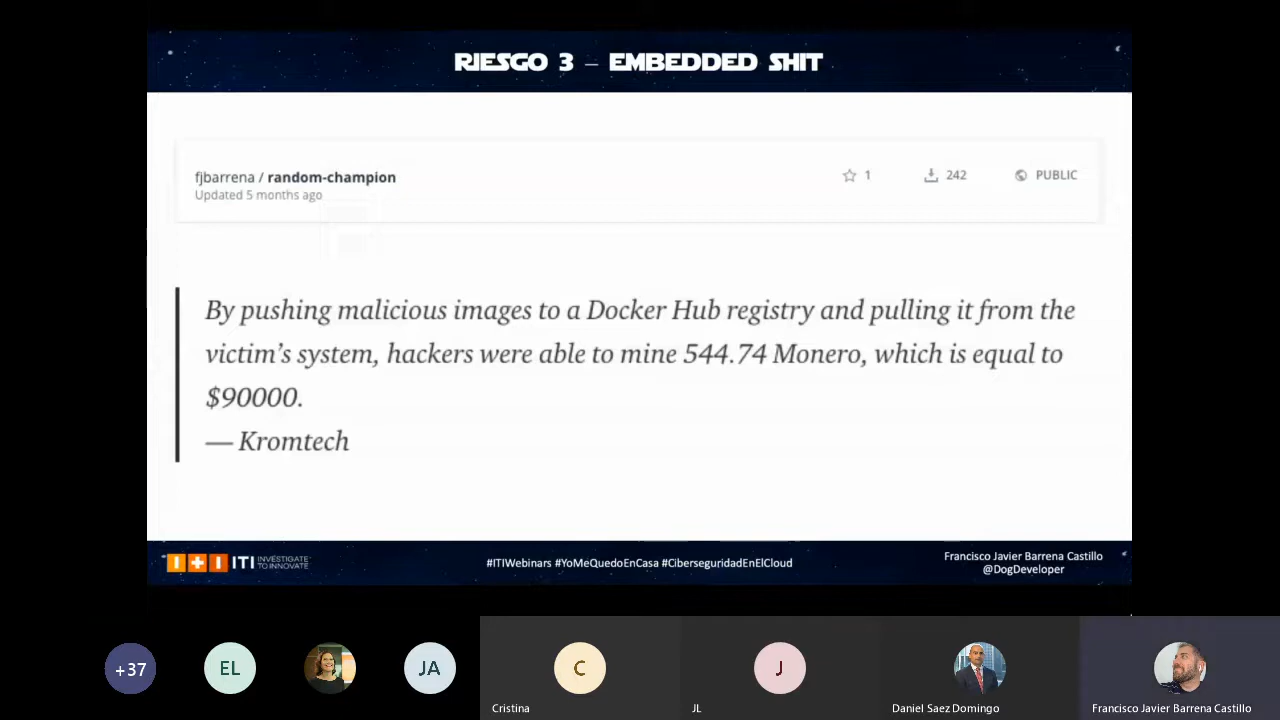 RIESGO 3 – EMBEDDED SHIT
fjbarrena / random-champion
Updated 5 months ago
1
242
PUBLIC
By pushing malicious images to a Docker Hub registry and pulling it from the
victim's system, hackers were able to mine 544.74 Monero, which is equal to
$90000.
— Kromtech
I+I ITI INVESTIGATE
TO INNOVATE
#ITIWebinars #YoMeQuedoEnCasa #CiberseguridadEnElCloud
Francisco Javier Barrena Castillo
@DogDeveloper
+37
EL
JA
C
J
Cristina
JL
Daniel Saez Domingo
Francisco Javier Barrena Castillo